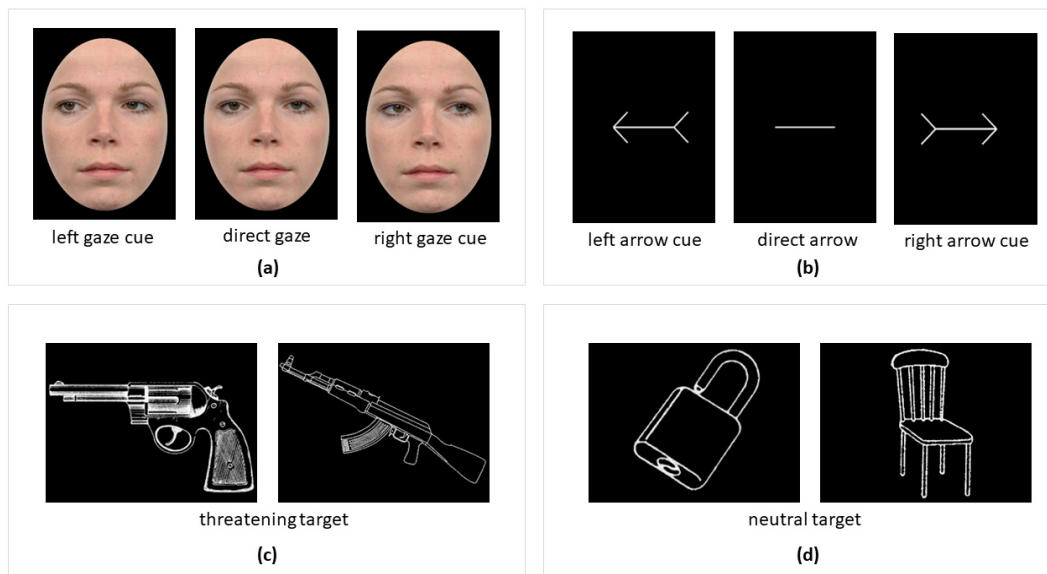 left gaze cue
direct gaze
right gaze cue
(a)
left arrow cue
direct arrow
right arrow cue
(b)
threatening target
(c)
neutral target
(d)